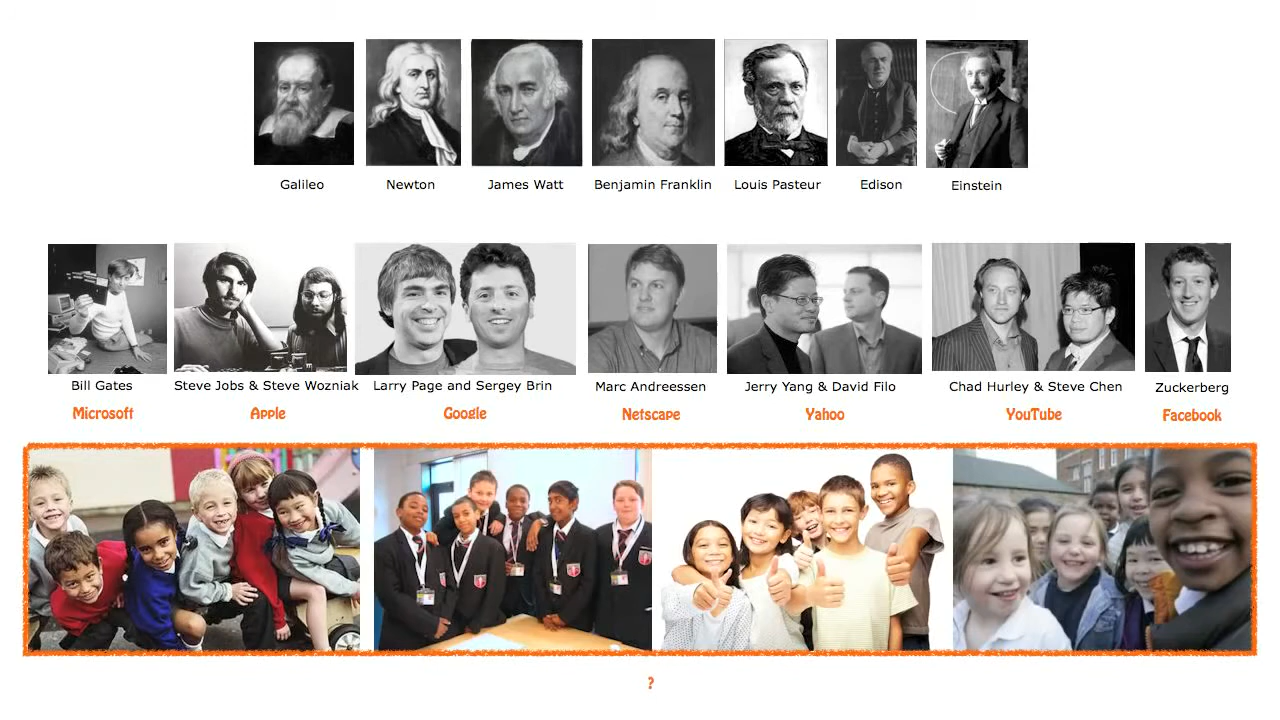 Galileo Newton James Watt Benjamin Franklin Louis Pasteur Edison Einstein
Bill Gates Steve Jobs & Steve Wozniak Larry Page and Sergey Brin Marc Andreessen Jerry Yang & David Filo Chad Hurley & Steve Chen Zuckerberg
Microsoft Apple Google Netscape Yahoo YouTube Facebook
?